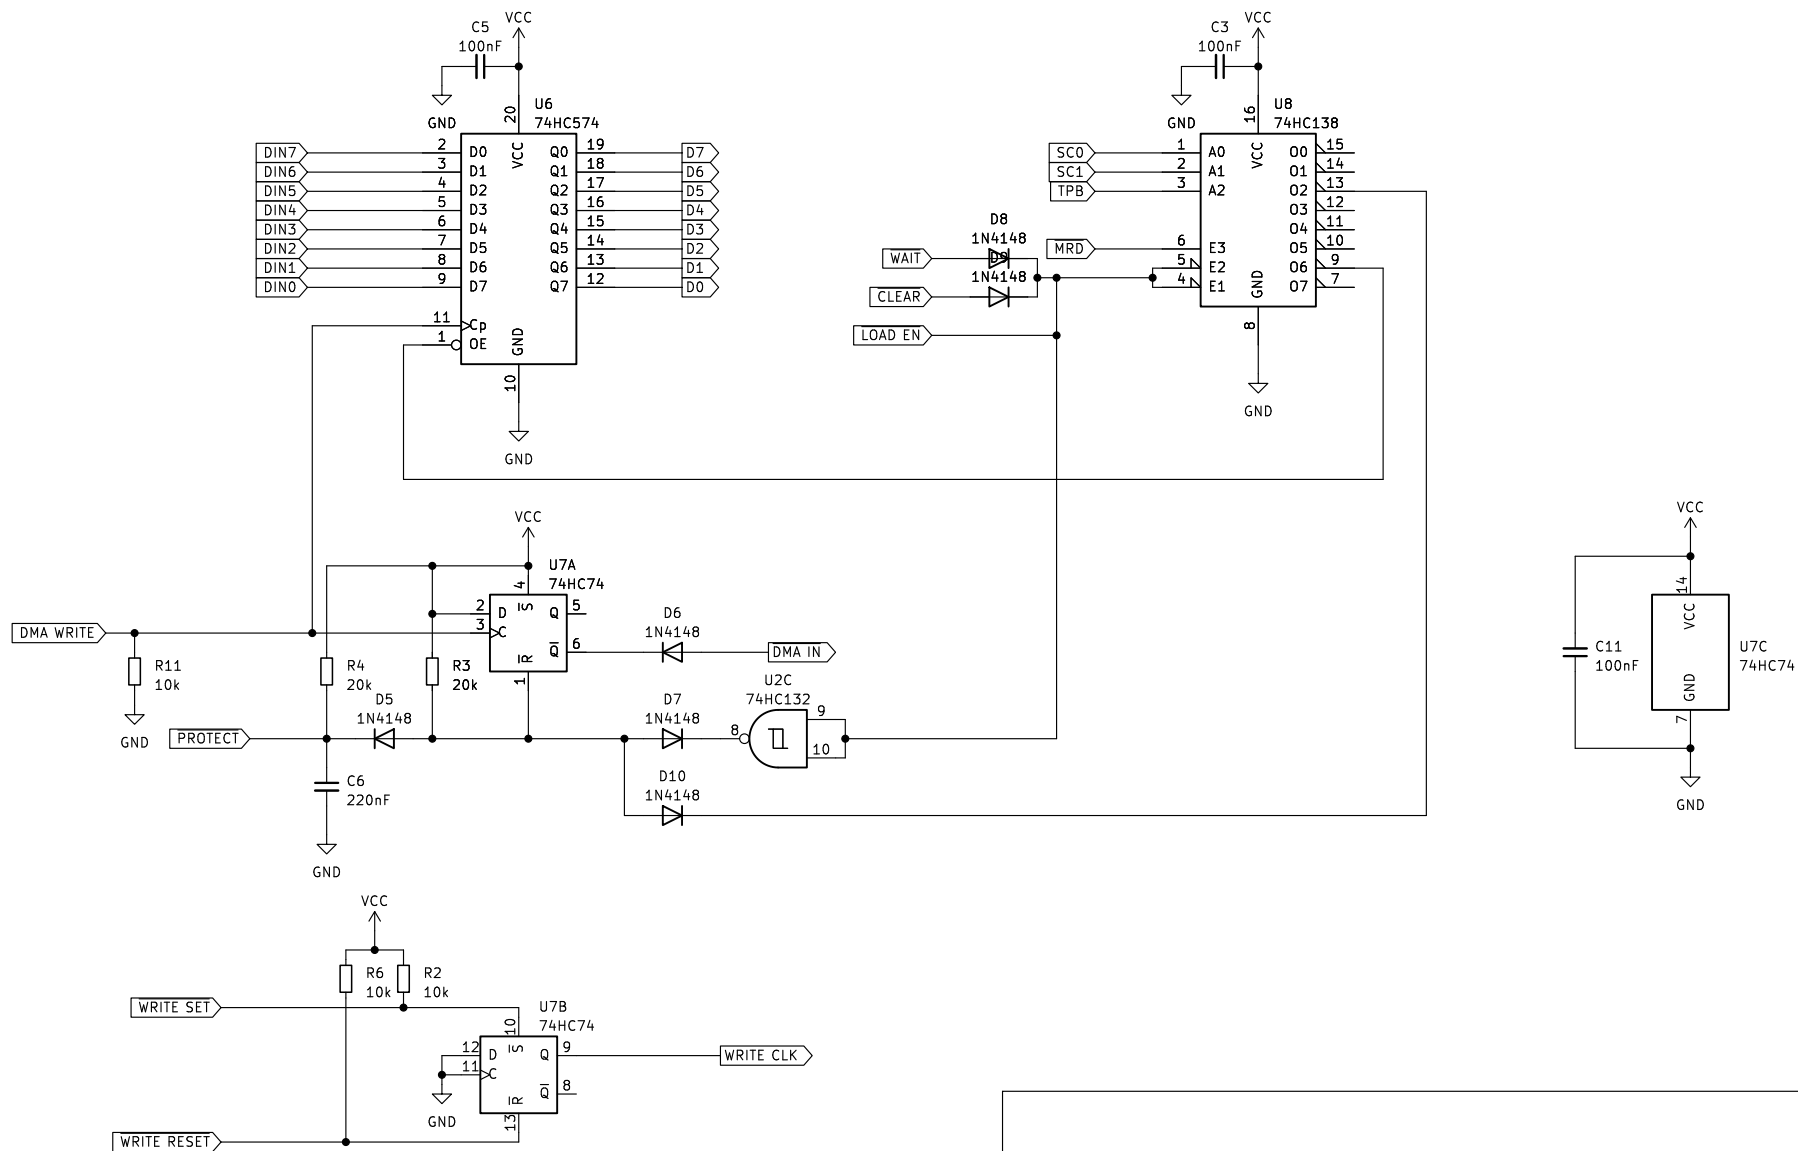 VCC
C5
100nF
GND
U6
74HC574
20
VCC
DIN7 2 D0 Q0 19 D7
DIN6 3 D1 Q1 18 D6
DIN5 4 D2 Q2 17 D5
DIN4 5 D3 Q3 16 D4
DIN3 6 D4 Q4 15 D3
DIN2 7 D5 Q5 14 D2
DIN1 8 D6 Q6 13 D1
DIN0 9 D7 Q7 12 D0
11 Cp
1 OE
GND
10
GND
VCC
C3
100nF
GND
U8
74HC138
16
VCC
SC0 1 A0 O0 15
SC1 2 A1 O1 14
TPB 3 A2 O2 13
O3 12
O4 11
MRD 6 E3 O5 10
5 E2 O6 9
4 E1 O7 7
GND
8
GND
D8
1N4148
WAIT
D9
1N4148
CLEAR
LOAD EN
VCC
U7A
74HC74
4
2 D S Q 5
3 C
R Q 6
1
DMA WRITE
R11
10k
GND
R4
20k
R3
20k
D5
1N4148
PROTECT
C6
220nF
GND
D6
1N4148
DMA IN
D7
1N4148
U2C
74HC132
8
9
10
D10
1N4148
VCC
14
VCC
GND
7
U7C
74HC74
C11
100nF
GND
VCC
R6
10k
R2
10k
WRITE SET
U7B
74HC74
10
12 D S Q 9
WRITE CLK
11 C
R Q 8
13
GND
WRITE RESET